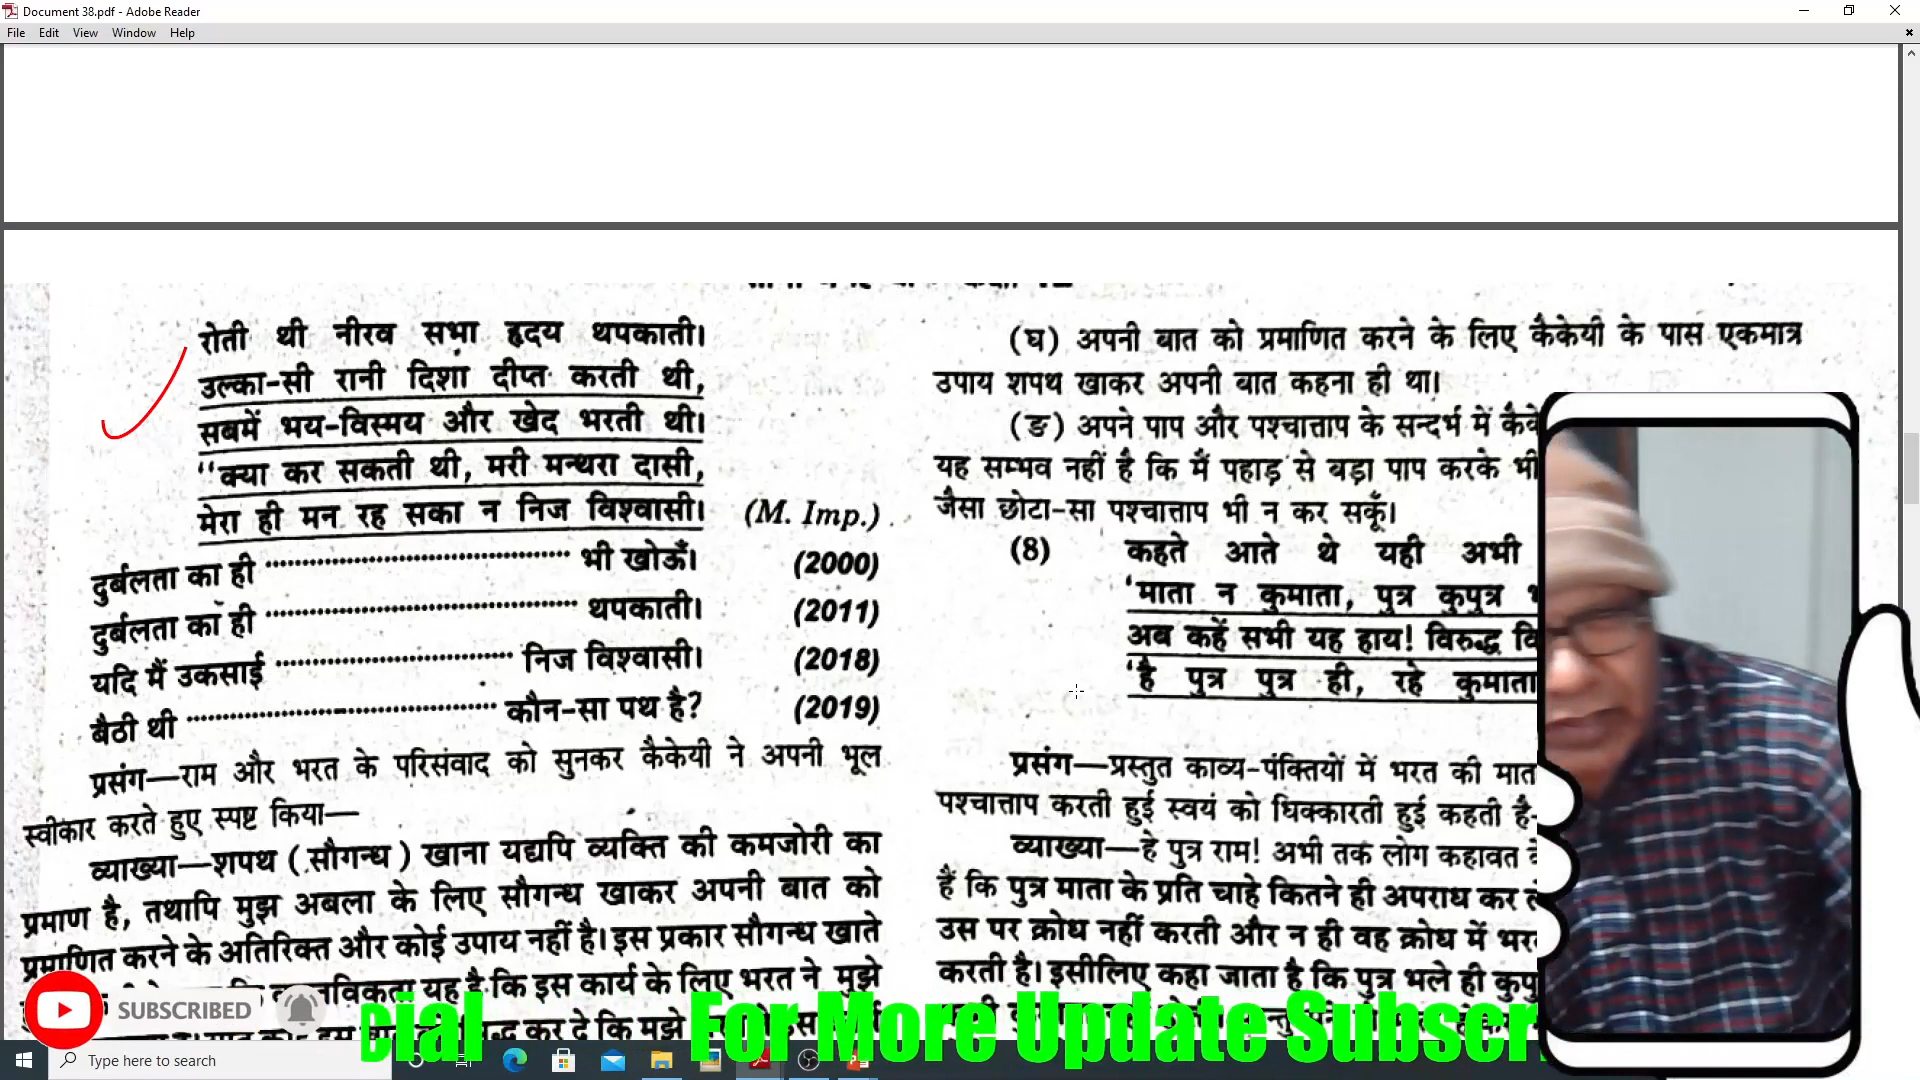 Document 38.pdf - Adobe Reader
File Edit View Window Help
रोती थी नीरव सभा हृदय थपकाती।
उल्का-सी रानी दिशा दीप्त करती थी,
सबमें भय-विस्मय और खेद भरती थी।
"क्या कर सकती थी, मरी मन्थरा दासी,
मेरा ही मन रह सका न निज विश्वासी। (M. Imp.)
दुर्बलता का ही ........ भी खोऊँ। (2000)
दुर्बलता का ही ........ थपकाती। (2011)
यदि मैं उकसाई ........ निज विश्वासी। (2018)
बैठी थी ........ कौन-सा पथ है? (2019)
प्रसंग—राम और भरत के परिसंवाद को सुनकर कैकेयी ने अपनी भूल
स्वीकार करते हुए स्पष्ट किया—
व्याख्या—शपथ (सौगन्ध) खाना यद्यपि व्यक्ति की कमजोरी का
प्रमाण है, तथापि मुझ अबला के लिए सौगन्ध खाकर अपनी बात को
प्रमाणित करने के अतिरिक्त और कोई उपाय नहीं है। इस प्रकार सौगन्ध खाते
यह है कि इस कार्य के लिए भरत ने मुझे
कर दे कि मुझे
(घ) अपनी बात को प्रमाणित करने के लिए कैकेयी के पास एकमात्र
उपाय शपथ खाकर अपनी बात कहना ही था।
(ङ) अपने पाप और पश्चात्ताप के सन्दर्भ में
यह सम्भव नहीं है कि मैं पहाड़ से बड़ा पाप करके भी
जैसा छोटा-सा पश्चात्ताप भी न कर सकूँ।
(8) कहते आते थे यही अभी
'माता न कुमाता, पुत्र कुपुत्र
अब कहें सभी यह हाय! विरुद्ध
'है पुत्र पुत्र ही, रहे कुमाता
प्रसंग—प्रस्तुत काव्य-पंक्तियों में भरत की
पश्चात्ताप करती हुई स्वयं को धिक्कारती हुई कहती है-
व्याख्या—हे पुत्र राम! अभी तक लोग कहावत
हैं कि पुत्र माता के प्रति चाहे कितने ही अपराध कर
उस पर क्रोध नहीं करती और न ही वह क्रोध में
करती है। इसीलिए कहा जाता है कि पुत्र भले ही
SUBSCRIBED
cial For More Update Subscr
Type here to search